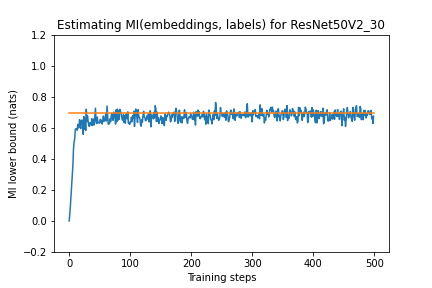 Estimating MI(embeddings, labels) for ResNet50V2_30
1.2
1.0
0.8
0.6
0.4
0.2
0.0
−0.2
MI lower bound (nats)
0 100 200 300 400 500
Training steps